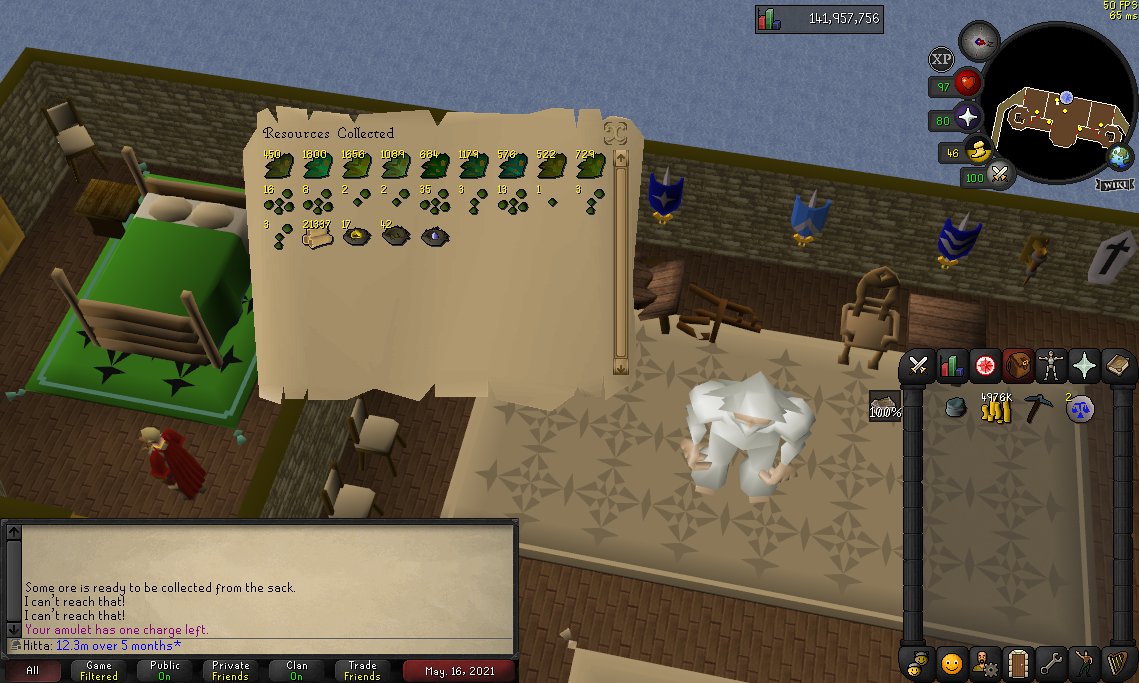 141,957,756
50 FPS
65 ms
XP
97
80
46
100
WIKI
Resources Collected
450 1800 1656 1089 684 1179 576 522 729
16 8 2 2 35 3 13 1 3
3 21337 17 42
100%
4976K 2
Some ore is ready to be collected from the sack.
I can't reach that!
I can't reach that!
Your amulet has one charge left.
Hitta: 12.3m over 5 months*
All Game Filtered Public On Private Friends Clan On Trade Friends May. 16, 2021